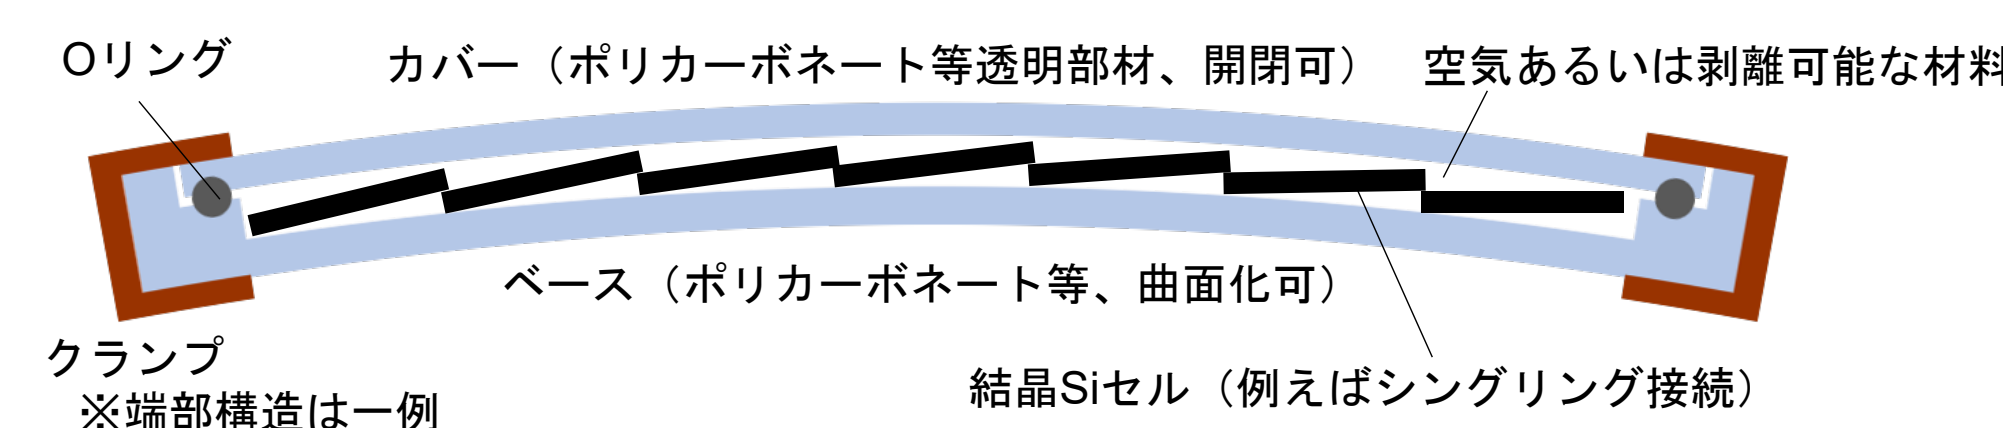 Oリング
カバー（ポリカーボネート等透明部材、開閉可）
空気あるいは剥離可能な材料
ベース（ポリカーボネート等、曲面化可）
クランプ
※端部構造は一例
結晶Siセル（例えばシングリング接続）